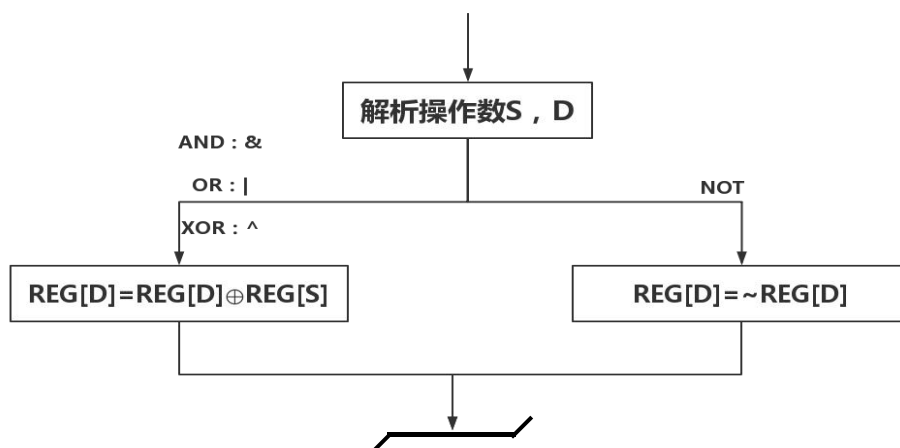 解析操作数S，D
AND：&
OR：|
NOT
XOR：^
REG[D]=REG[D]⊕REG[S]
REG[D]=~REG[D]